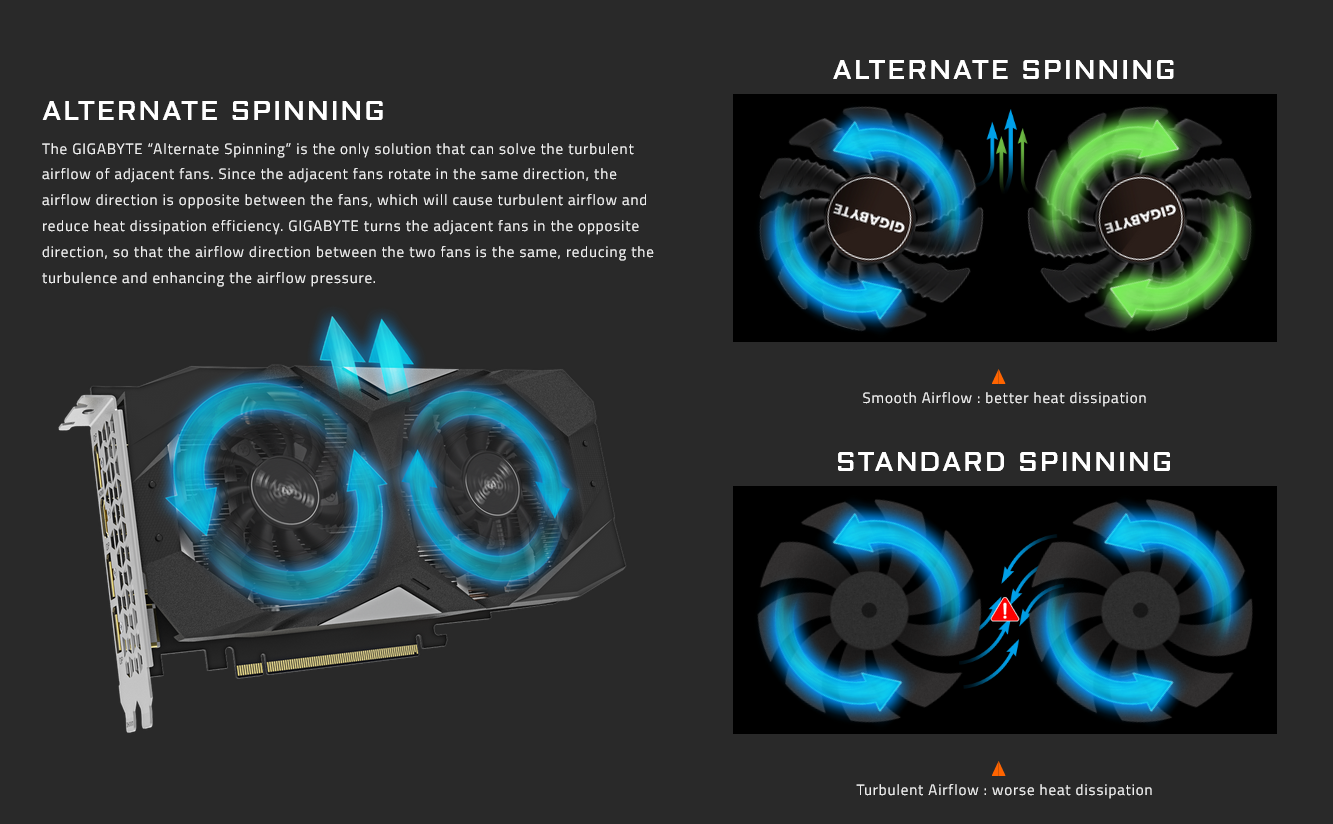 ALTERNATE SPINNING
The GIGABYTE “Alternate Spinning” is the only solution that can solve the turbulent
airflow of adjacent fans. Since the adjacent fans rotate in the same direction, the
airflow direction is opposite between the fans, which will cause turbulent airflow and
reduce heat dissipation efficiency. GIGABYTE turns the adjacent fans in the opposite
direction, so that the airflow direction between the two fans is the same, reducing the
turbulence and enhancing the airflow pressure.
ALTERNATE SPINNING
GIGABYTE
GIGABYTE
Smooth Airflow : better heat dissipation
STANDARD SPINNING
!
Turbulent Airflow : worse heat dissipation